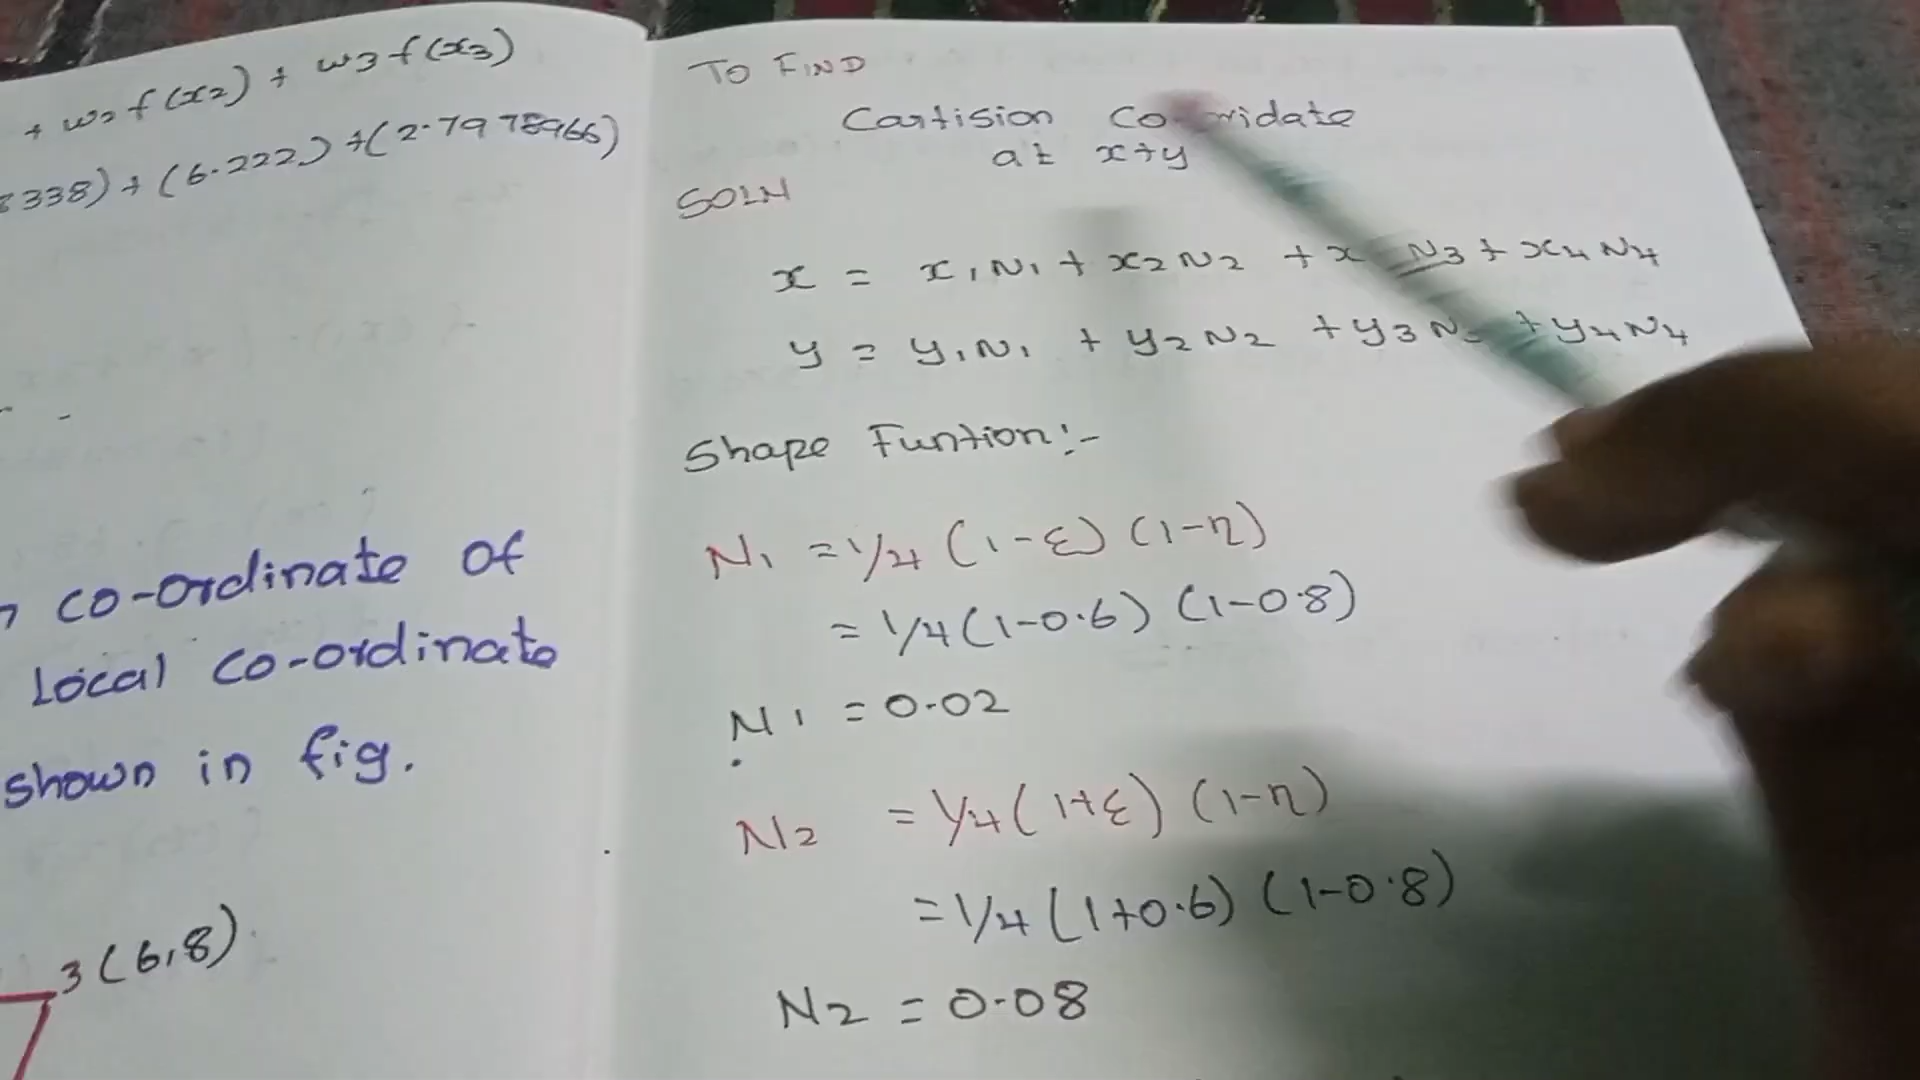 + w2 f(x2) + w3 f(x3)
338) + (6.222) + (2.7978966)
co-ordinate of
Local co-ordinate
shown in fig.
3(6,8)
TO FIND
Cartision
at x+y
SOLN
x = x1N1 + x2N2 + x N3 + x4N4
y = y1N1 + y2N2 + y3N3 + y4N4
Shape Funtion:-
N1 = 1/4 (1-ε) (1-η)
= 1/4 (1-0.6) (1-0.8)
N1 = 0.02
N2 = 1/4 (1+ε) (1-η)
= 1/4 (1+0.6) (1-0.8)
N2 = 0.08